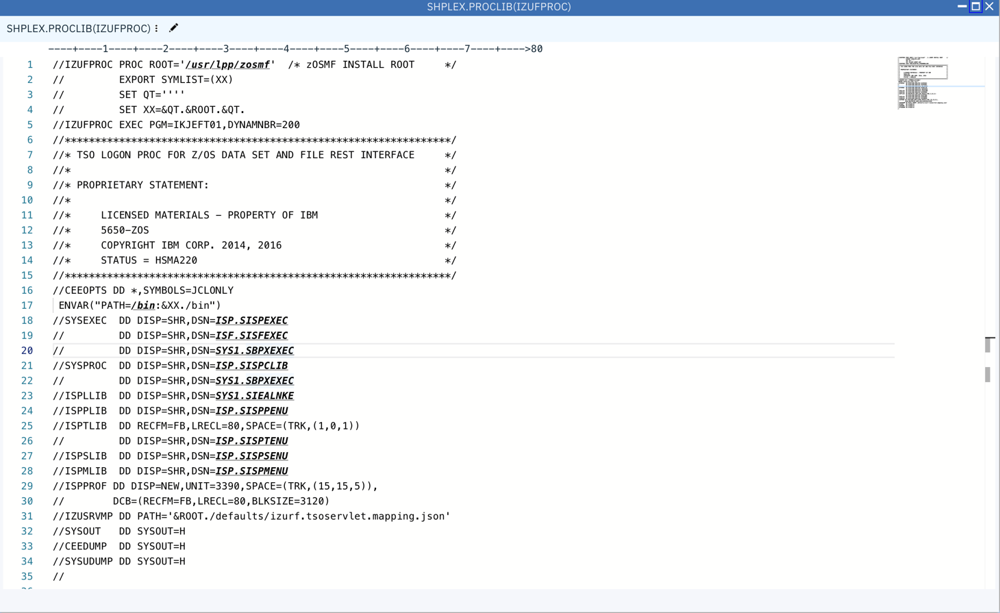 SHPLEX.PROCLIB(IZUFPROC)
SHPLEX.PROCLIB(IZUFPROC)
----+----1----+----2----+----3----+----4----+----5----+----6----+----7----+---->80
1 //IZUFPROC PROC ROOT='/usr/lpp/zosmf'  /* zOSMF INSTALL ROOT     */
2 //         EXPORT SYMLIST=(XX)
3 //         SET QT=''''
4 //         SET XX=&QT.&ROOT.&QT.
5 //IZUFPROC EXEC PGM=IKJEFT01,DYNAMNBR=200
6 //****************************************************************/
7 //* TSO LOGON PROC FOR Z/OS DATA SET AND FILE REST INTERFACE     */
8 //*                                                              */
9 //* PROPRIETARY STATEMENT:                                       */
10 //*                                                              */
11 //*     LICENSED MATERIALS - PROPERTY OF IBM                     */
12 //*     5650-ZOS                                                 */
13 //*     COPYRIGHT IBM CORP. 2014, 2016                           */
14 //*     STATUS = HSMA220                                         */
15 //****************************************************************/
16 //CEEOPTS DD *,SYMBOLS=JCLONLY
17  ENVAR("PATH=/bin:&XX./bin")
18 //SYSEXEC  DD DISP=SHR,DSN=ISP.SISPEXEC
19 //         DD DISP=SHR,DSN=ISF.SISFEXEC
20 //         DD DISP=SHR,DSN=SYS1.SBPXEXEC
21 //SYSPROC  DD DISP=SHR,DSN=ISP.SISPCLIB
22 //         DD DISP=SHR,DSN=SYS1.SBPXEXEC
23 //ISPLLIB  DD DISP=SHR,DSN=SYS1.SIEALNKE
24 //ISPPLIB  DD DISP=SHR,DSN=ISP.SISPPENU
25 //ISPTLIB  DD RECFM=FB,LRECL=80,SPACE=(TRK,(1,0,1))
26 //         DD DISP=SHR,DSN=ISP.SISPTENU
27 //ISPSLIB  DD DISP=SHR,DSN=ISP.SISPSENU
28 //ISPMLIB  DD DISP=SHR,DSN=ISP.SISPMENU
29 //ISPPROF DD DISP=NEW,UNIT=3390,SPACE=(TRK,(15,15,5)),
30 //        DCB=(RECFM=FB,LRECL=80,BLKSIZE=3120)
31 //IZUSRVMP DD PATH='&ROOT./defaults/izurf.tsoservlet.mapping.json'
32 //SYSOUT   DD SYSOUT=H
33 //CEEDUMP  DD SYSOUT=H
34 //SYSUDUMP DD SYSOUT=H
35 //